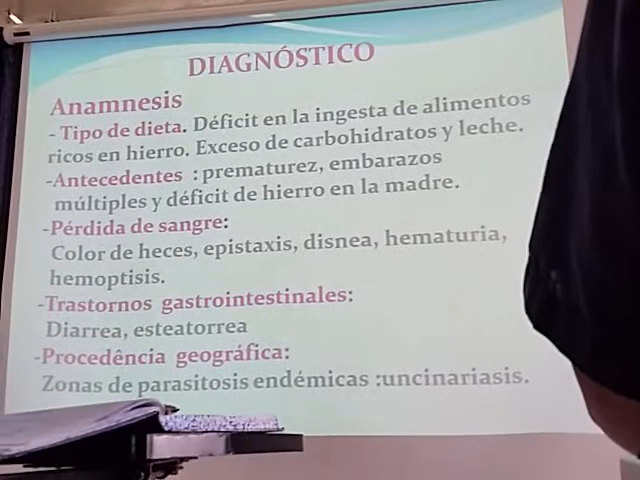 DIAGNÓSTICO
Anamnesis
- Tipo de dieta. Déficit en la ingesta de alimentos
ricos en hierro. Exceso de carbohidratos y leche.
-Antecedentes : prematurez, embarazos
múltiples y déficit de hierro en la madre.
-Pérdida de sangre:
Color de heces, epistaxis, disnea, hematuria,
hemoptisis.
-Trastornos gastrointestinales:
Diarrea, esteatorrea
-Procedência geográfica:
Zonas de parasitosis endémicas :uncinariasis.